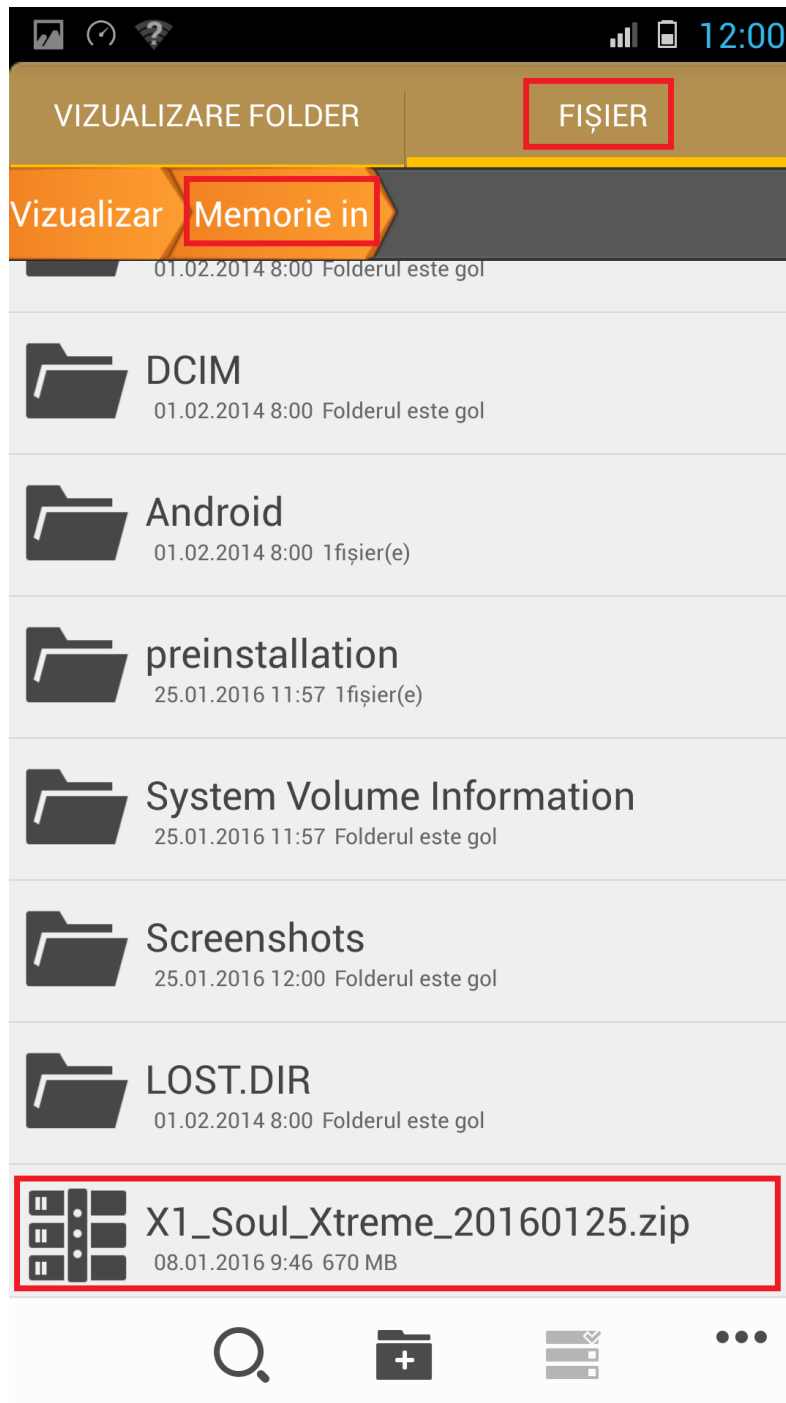 12:00
VIZUALIZARE FOLDER
FIȘIER
Vizualizar
Memorie in
01.02.2014 8:00 Folderul este gol
DCIM
01.02.2014 8:00 Folderul este gol
Android
01.02.2014 8:00 1fișier(e)
preinstallation
25.01.2016 11:57 1fișier(e)
System Volume Information
25.01.2016 11:57 Folderul este gol
Screenshots
25.01.2016 12:00 Folderul este gol
LOST.DIR
01.02.2014 8:00 Folderul este gol
X1_Soul_Xtreme_20160125.zip
08.01.2016 9:46 670 MB